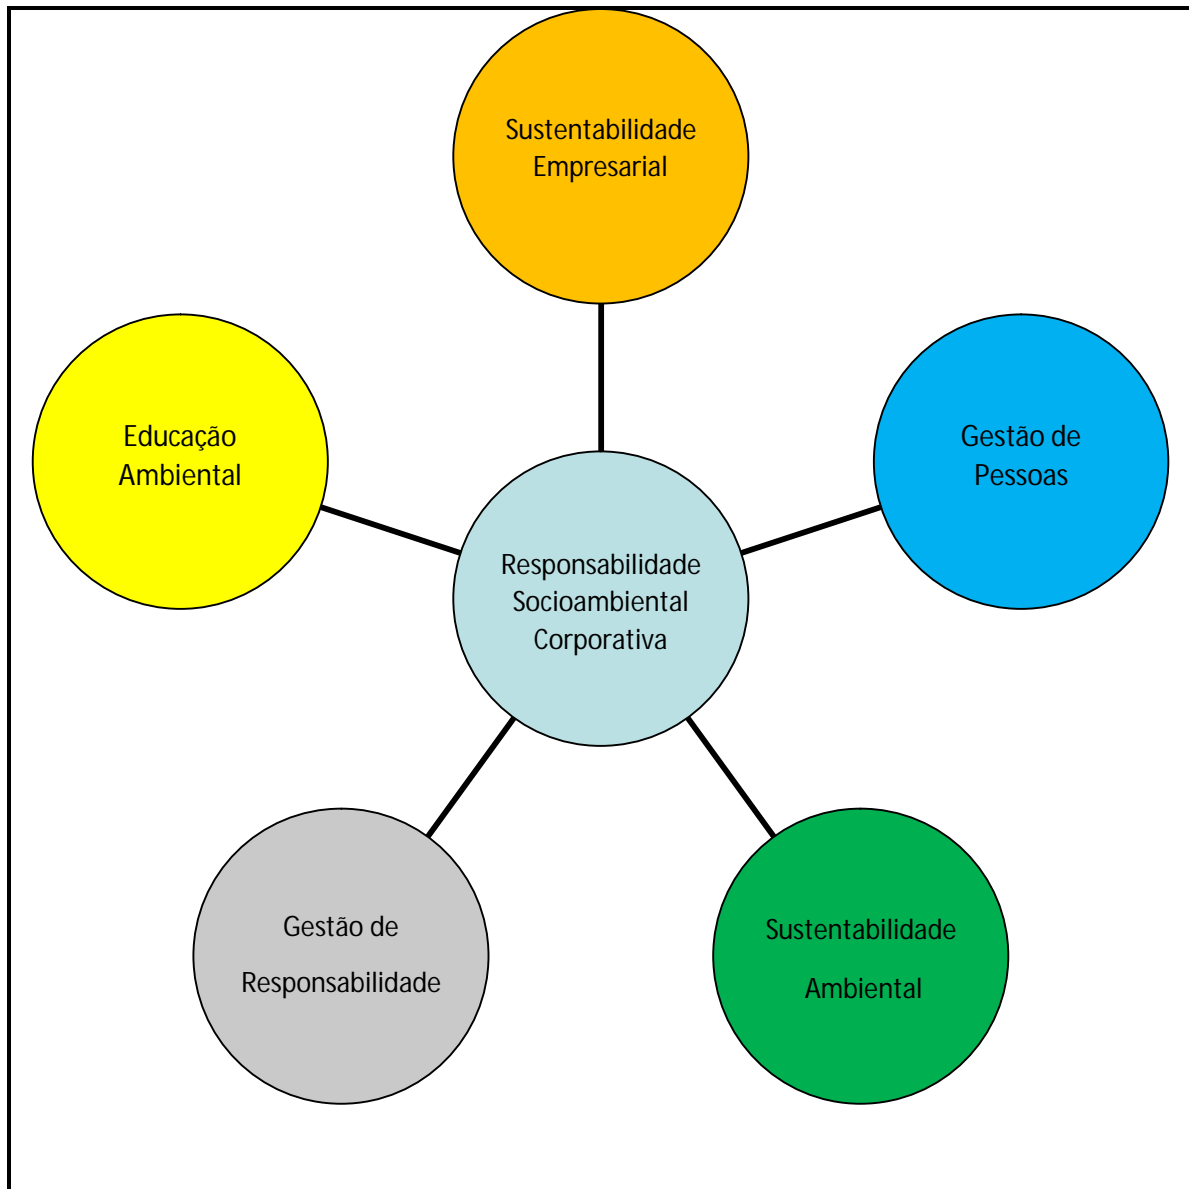 Sustentabilidade
Empresarial
Educação
Ambiental
Gestão de
Pessoas
Responsabilidade
Socioambiental
Corporativa
Gestão de
Responsabilidade
Sustentabilidade
Ambiental